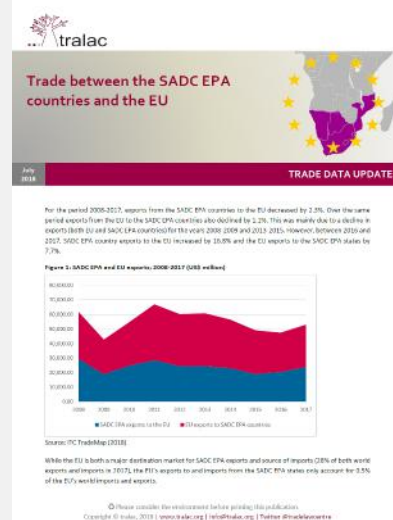 tralac
Trade between the SADC EPA
countries and the EU
July
2018
TRADE DATA UPDATE
For the period 2008-2017, exports from the SADC EPA countries to the EU decreased by 2.3%. Over the same
period exports from the EU to the SADC EPA countries also declined by 1.2%. This was mainly due to a decline in
exports (both EU and SADC EPA countries) for the years 2008-2009 and 2013-2015. However, between 2016 and
2017, SADC EPA country exports to the EU increased by 16.8% and the EU exports to the SADC EPA states by
7.7%.
Figure 1: SADC EPA and EU exports; 2008-2017 (US$ million)
80,000.00
70,000.00
60,000.00
50,000.00
40,000.00
30,000.00
20,000.00
10,000.00
0.00
2008 2009 2010 2011 2012 2013 2014 2015 2016 2017
SADC EPA exports to the EU EU exports to SADC EPA countries
Source: ITC TradeMap (2018)
While the EU is both a major destination market for SADC EPA exports and source of imports (28% of both world
exports and imports in 2017), the EU's exports to and imports from the SADC EPA states only account for 0.5%
of the EU's world imports and exports.
Please consider the environment before printing this publication.
Copyright © tralac, 2018 | www.tralac.org | info@tralac.org | Twitter @tradelawcentre